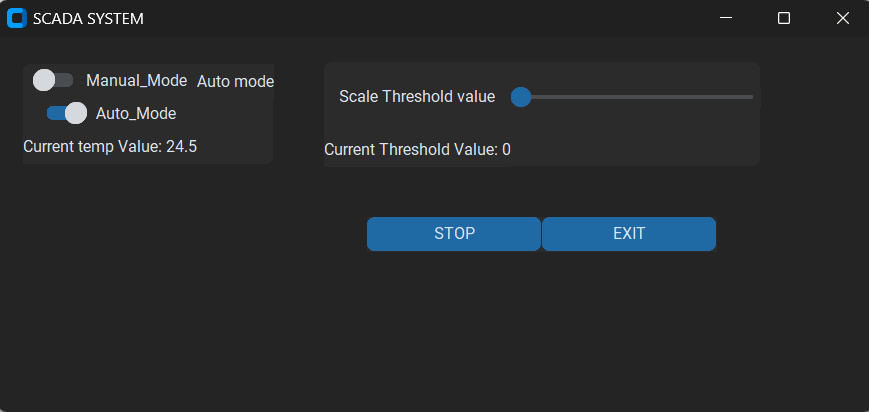 SCADA SYSTEM
Manual_Mode Auto mode
Auto_Mode
Current temp Value: 24.5
Scale Threshold value
Current Threshold Value: 0
STOP EXIT